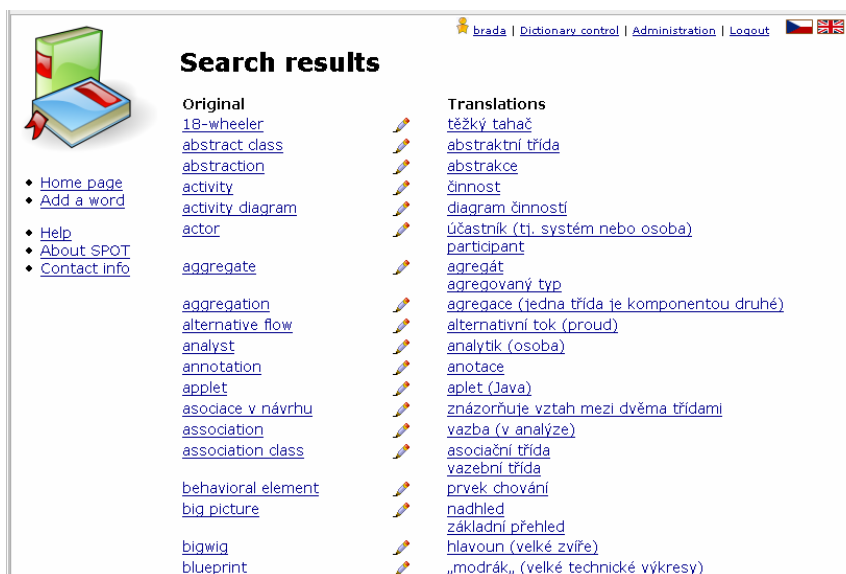 brada | Dictionary control | Administration | Logout
Search results
Home page
Add a word
Help
About SPOT
Contact info
Original Translations
18-wheeler těžký tahač
abstract class abstraktní třída
abstraction abstrakce
activity činnost
activity diagram diagram činností
actor účastník (tj. systém nebo osoba)
participant
aggregate agregát
agregovaný typ
aggregation agregace (jedna třída je komponentou druhé)
alternative flow alternativní tok (proud)
analyst analytik (osoba)
annotation anotace
applet aplet (Java)
asociace v návrhu znázorňuje vztah mezi dvěma třídami
association vazba (v analýze)
association class asociační třída
vazební třída
behavioral element prvek chování
big picture nadhled
základní přehled
bigwig hlavoun (velké zvíře)
blueprint „modrák„ (velké technické výkresy)